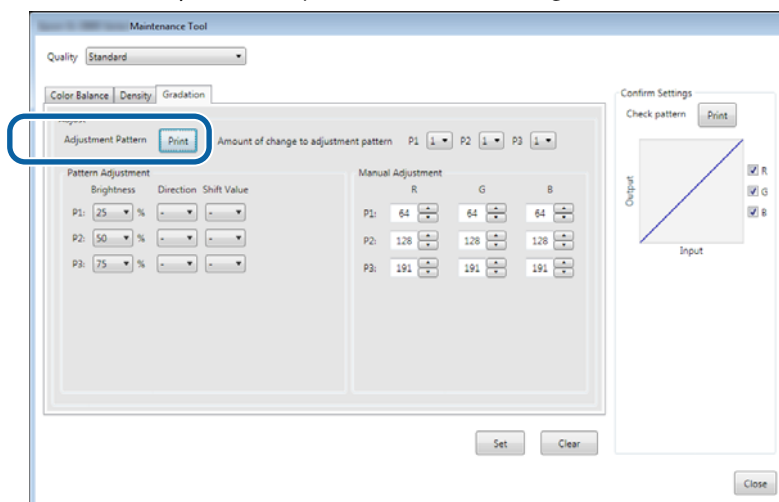 Maintenance Tool
Quality Standard
Color Balance Density Gradation
Adjustment Pattern Print Amount of change to adjustment pattern P1 1 P2 1 P3 1
Pattern Adjustment
Brightness Direction Shift Value
P1: 25 % - -
P2: 50 % - -
P3: 75 % - -
Manual Adjustment
R G B
P1: 64 64 64
P2: 128 128 128
P3: 191 191 191
Set Clear
Confirm Settings
Check pattern Print
Output
Input
R
G
B
Close